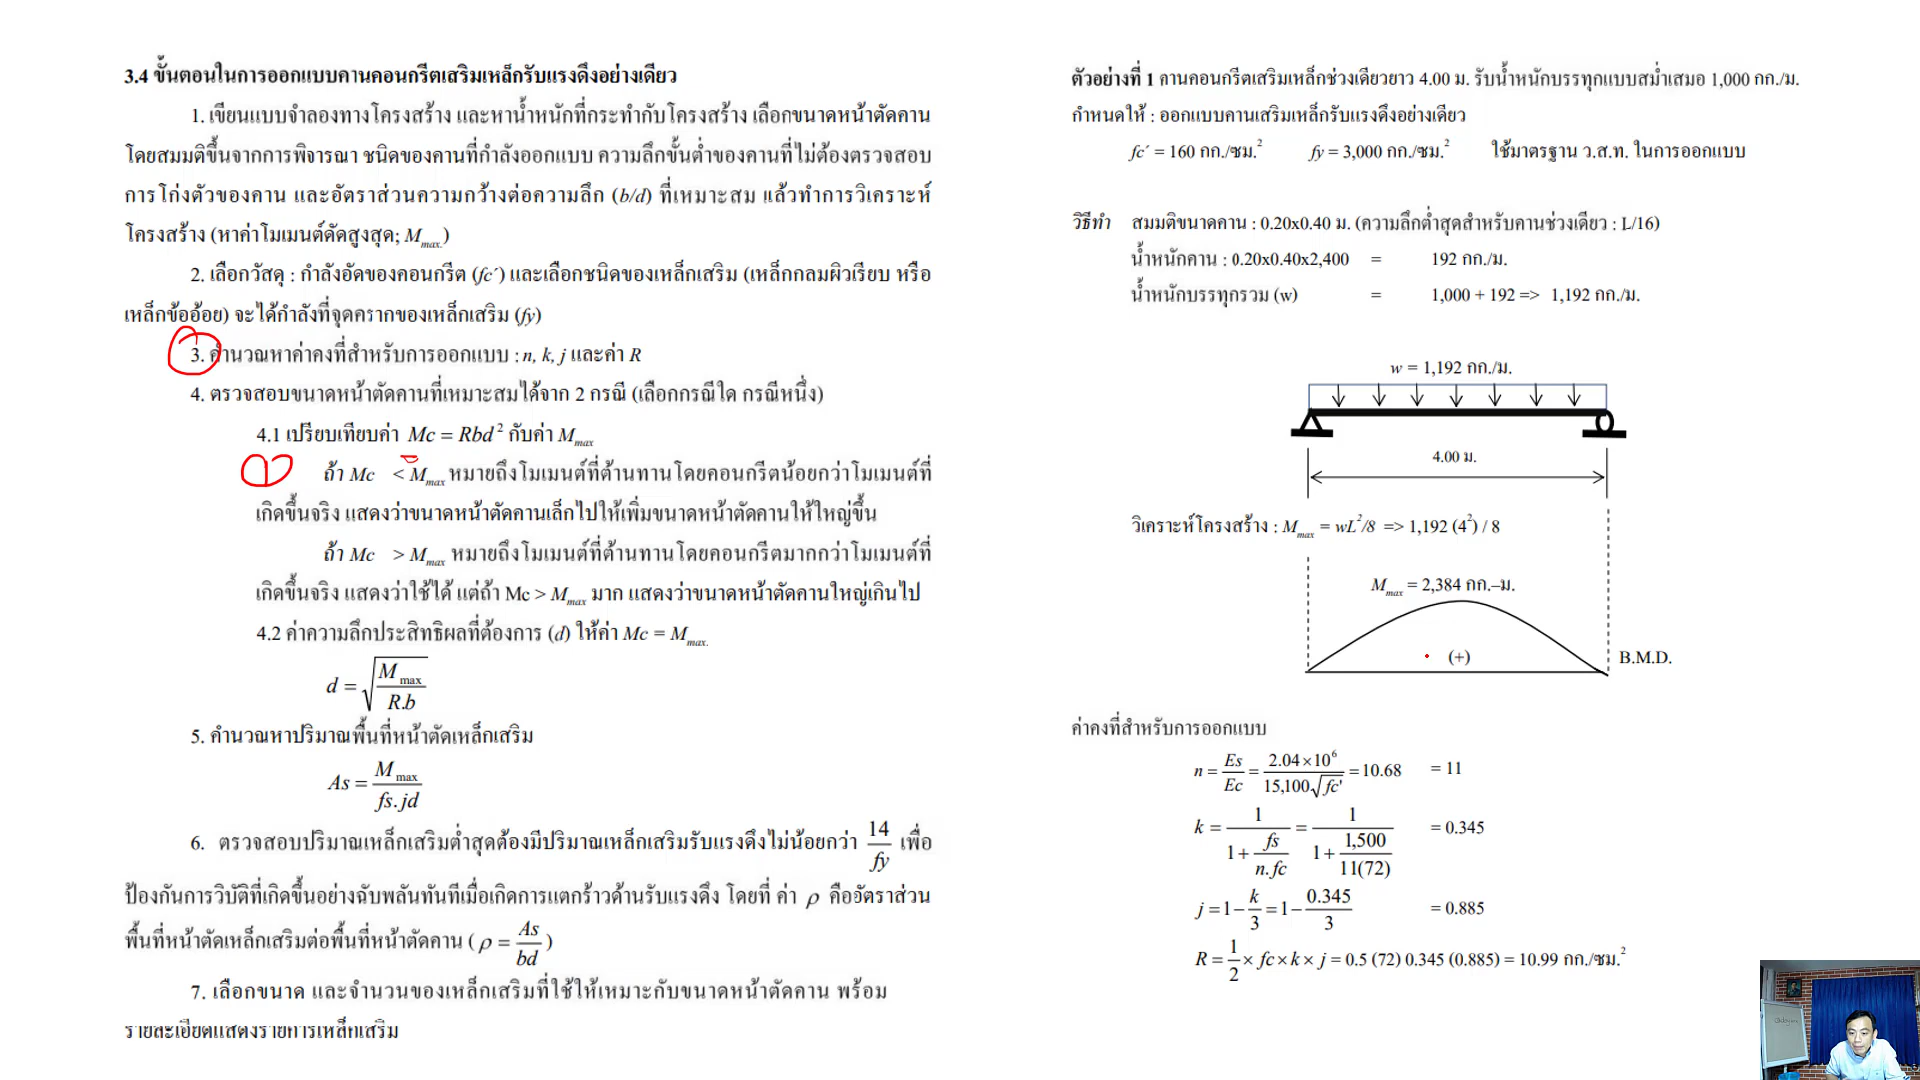 3.4 ขั้นตอนในการออกแบบคานคอนกรีตเสริมเหล็กรับแรงดึงอย่างเดียว
1. เขียนแบบจำลองทางโครงสร้าง และหาน้ำหนักที่กระทำกับโครงสร้าง เลือกขนาดหน้าตัดคาน
โดยสมมติขึ้นจากการพิจารณา ชนิดของคานที่กำลังออกแบบ ความลึกขั้นต่ำของคานที่ไม่ต้องตรวจสอบ
การโก่งตัวของคาน และอัตราส่วนความกว้างต่อความลึก (b/d) ที่เหมาะสม แล้วทำการวิเคราะห์
โครงสร้าง (หาค่าโมเมนต์ดัดสูงสุด; Mmax.)
2. เลือกวัสดุ : กำลังอัดของคอนกรีต (fc´) และเลือกชนิดของเหล็กเสริม (เหล็กกลมผิวเรียบ หรือ
เหล็กข้ออ้อย) จะได้กำลังที่จุดคราดของเหล็กเสริม (fy)
3. คำนวณหาค่าคงที่สำหรับการออกแบบ : n, k, j และค่า R
4. ตรวจสอบขนาดหน้าตัดคานที่เหมาะสมได้จาก 2 กรณี (เลือกกรณีใด กรณีหนึ่ง)
4.1 เปรียบเทียบค่า Mc = Rbd² กับค่า Mmax
ถ้า Mc < Mmax หมายถึงโมเมนต์ที่ต้านทานโดยคอนกรีตน้อยกว่าโมเมนต์ที่
เกิดขึ้นจริง แสดงว่าขนาดหน้าตัดคานเล็กไปให้เพิ่มขนาดหน้าตัดคานให้ใหญ่ขึ้น
ถ้า Mc > Mmax หมายถึงโมเมนต์ที่ต้านทานโดยคอนกรีตมากกว่าโมเมนต์ที่
เกิดขึ้นจริง แสดงว่าใช้ได้ แต่ถ้า Mc > Mmax มาก แสดงว่าขนาดหน้าตัดคานใหญ่เกินไป
4.2 ค่าความลึกประสิทธิผลที่ต้องการ (d) ให้ค่า Mc = Mmax.
d = √(Mmax / R.b)
5. คำนวณหาปริมาณพื้นที่หน้าตัดเหล็กเสริม
As = Mmax / fs.jd
6. ตรวจสอบปริมาณเหล็กเสริมต่ำสุดต้องมีปริมาณเหล็กเสริมรับแรงดึงไม่น้อยกว่า 14/fy เพื่อ
ป้องกันการวิบัติที่เกิดขึ้นอย่างฉับพลันทันทีเมื่อเกิดการแตกร้าวด้านรับแรงดึง โดยที่ ค่า ρ คืออัตราส่วน
พื้นที่หน้าตัดเหล็กเสริมต่อพื้นที่หน้าตัดคาน ( ρ = As/bd )
7. เลือกขนาด และจำนวนของเหล็กเสริมที่ใช้ให้เหมาะกับขนาดหน้าตัดคาน พร้อม
รายละเอียดแสดงรายการเหล็กเสริม
ตัวอย่างที่ 1 คานคอนกรีตเสริมเหล็กช่วงเดียวยาว 4.00 ม. รับน้ำหนักบรรทุกแบบสม่ำเสมอ 1,000 กก./ม.
กำหนดให้ : ออกแบบคานเสริมเหล็กรับแรงดึงอย่างเดียว
fc´ = 160 กก./ซม.² fy = 3,000 กก./ซม.² ใช้มาตรฐาน ว.ส.ท. ในการออกแบบ
วิธีทำ สมมติขนาดคาน : 0.20x0.40 ม. (ความลึกต่ำสุดสำหรับคานช่วงเดียว : L/16)
น้ำหนักคาน : 0.20x0.40x2,400 = 192 กก./ม.
น้ำหนักบรรทุกรวม (w) = 1,000 + 192 => 1,192 กก./ม.
w = 1,192 กก./ม.
4.00 ม.
วิเคราะห์โครงสร้าง : Mmax = wL²/8 => 1,192 (4²) / 8
Mmax = 2,384 กก.–ม.
(+) B.M.D.
ค่าคงที่สำหรับการออกแบบ
n = Es/Ec = 2.04×10⁶ / 15,100√fc' = 10.68 = 11
k = 1 / (1 + fs/n.fc) = 1 / (1 + 1,500/11(72)) = 0.345
j = 1 − k/3 = 1 − 0.345/3 = 0.885
R = 1/2 × fc × k × j = 0.5 (72) 0.345 (0.885) = 10.99 กก./ซม.²